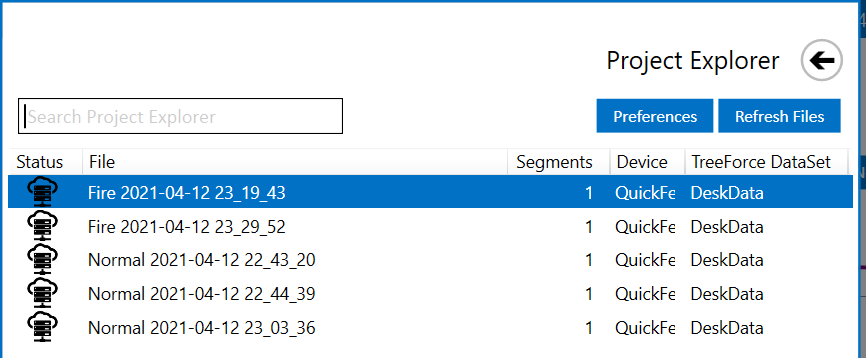 Project Explorer
Search Project Explorer
Preferences Refresh Files
Status File Segments Device TreeForce DataSet
Fire 2021-04-12 23_19_43 1 QuickFe DeskData
Fire 2021-04-12 23_29_52 1 QuickFe DeskData
Normal 2021-04-12 22_43_20 1 QuickFe DeskData
Normal 2021-04-12 22_44_39 1 QuickFe DeskData
Normal 2021-04-12 23_03_36 1 QuickFe DeskData